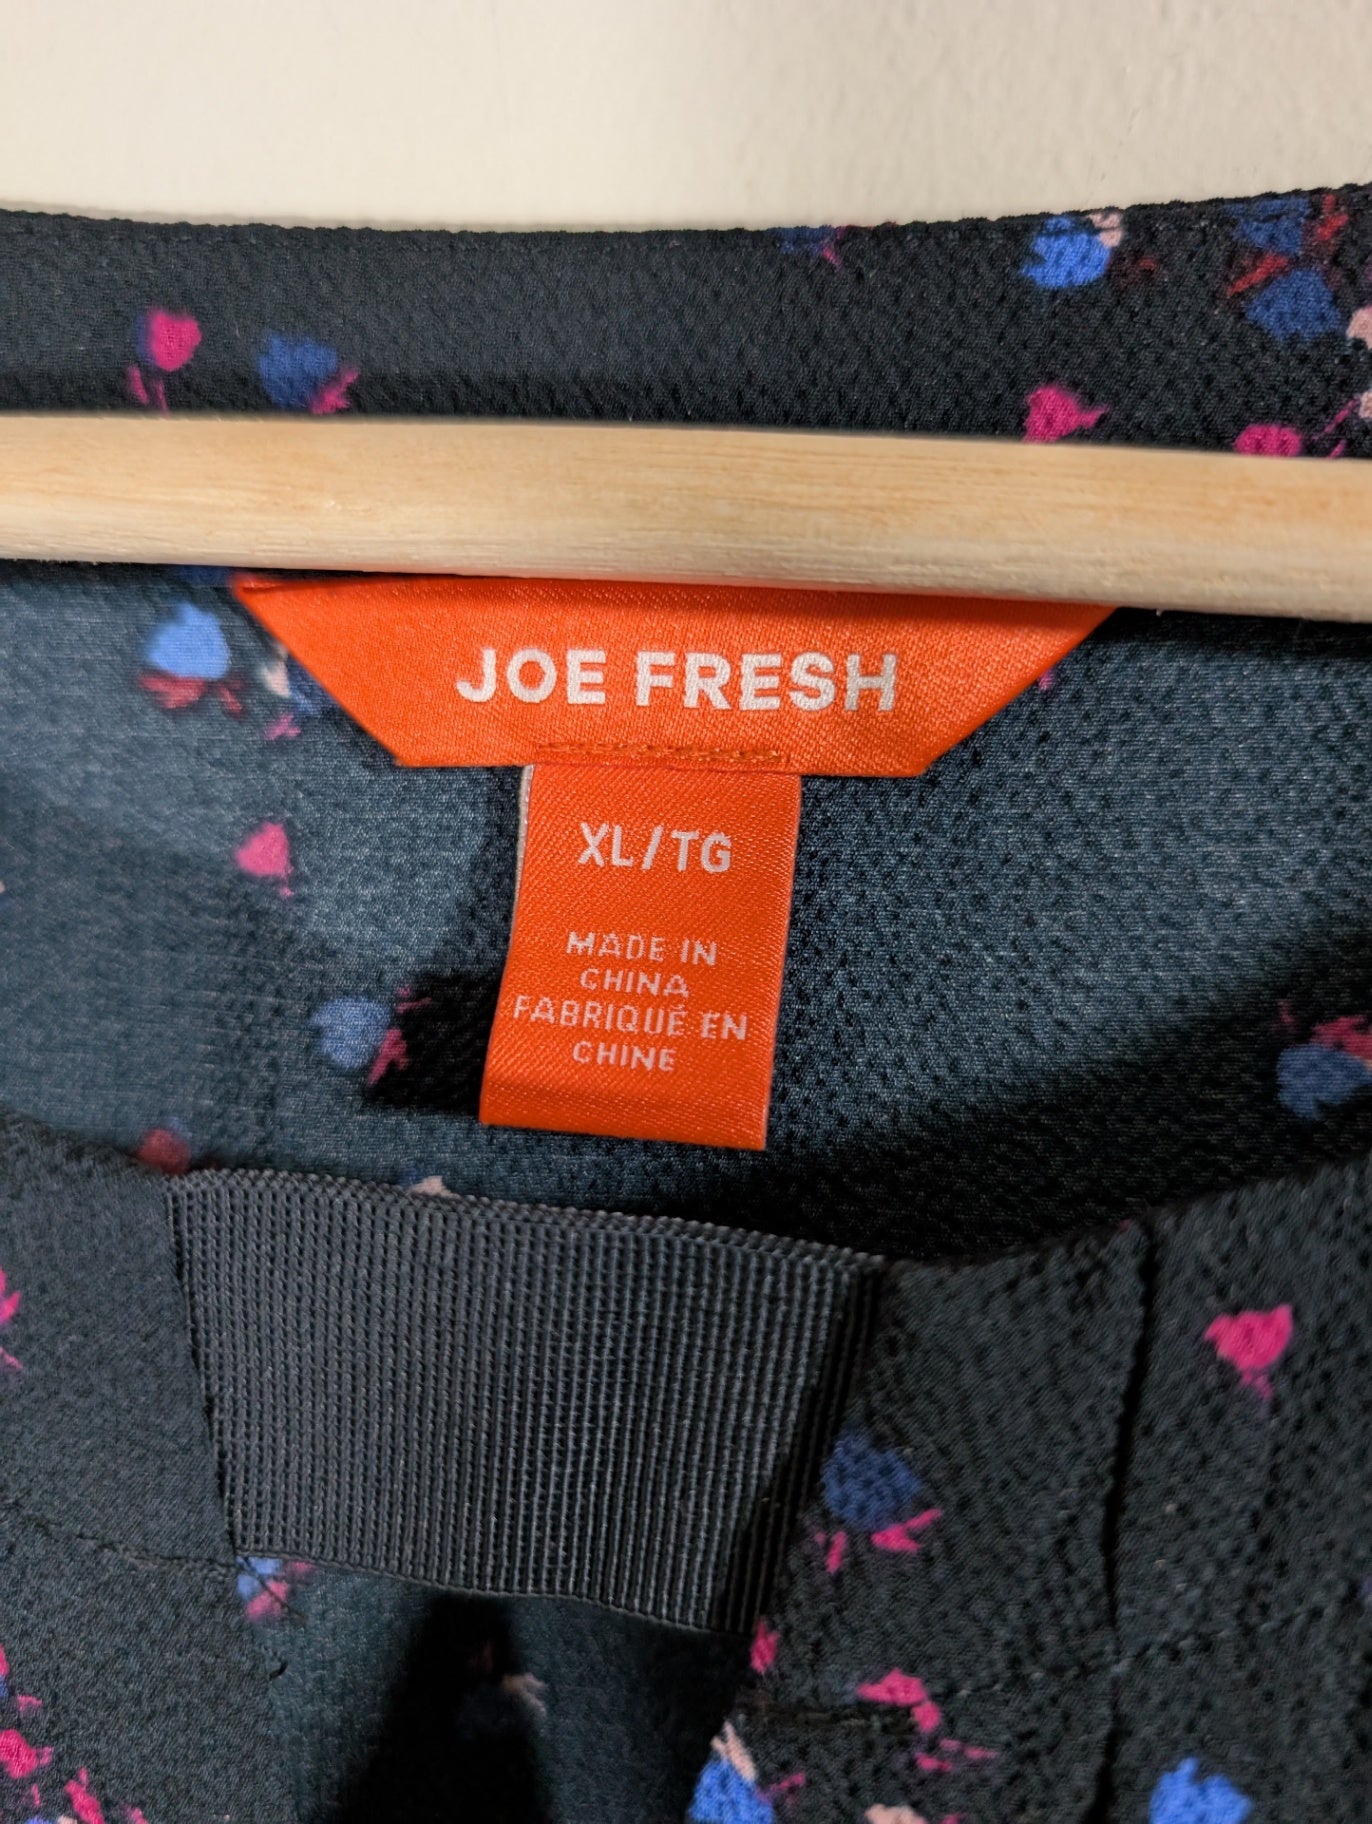 JOE FRESH
XL/TG
MADE IN
CHINA
FABRIQUÉ EN
CHINE